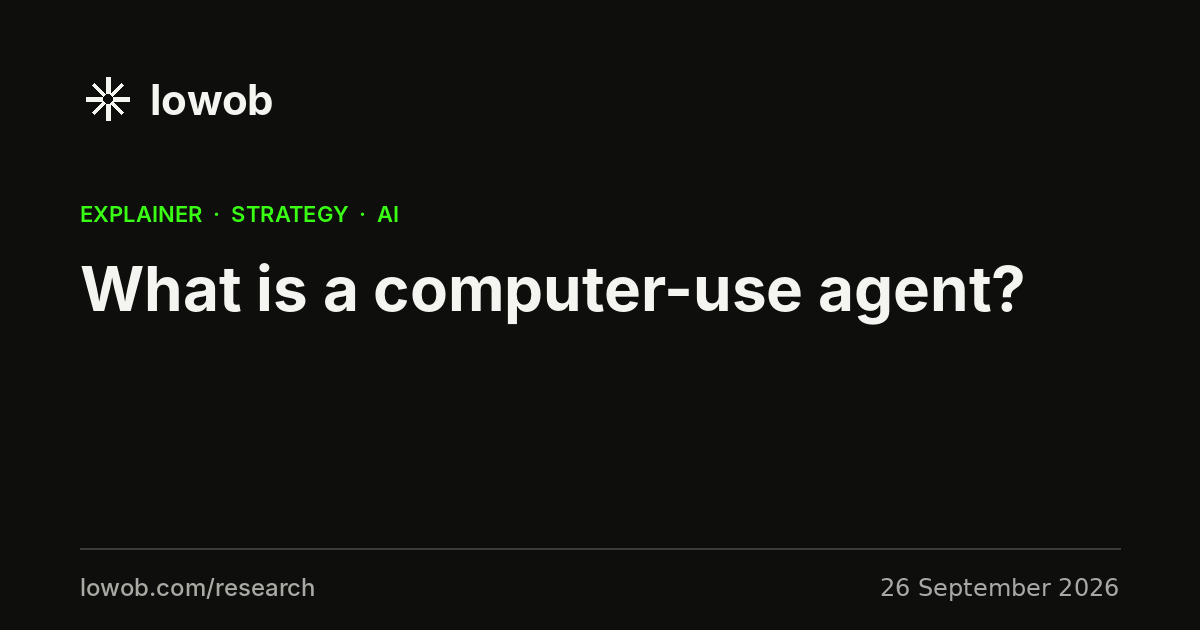 lowob
EXPLAINER · STRATEGY · AI
What is a computer-use agent?
lowob.com/research
26 September 2026